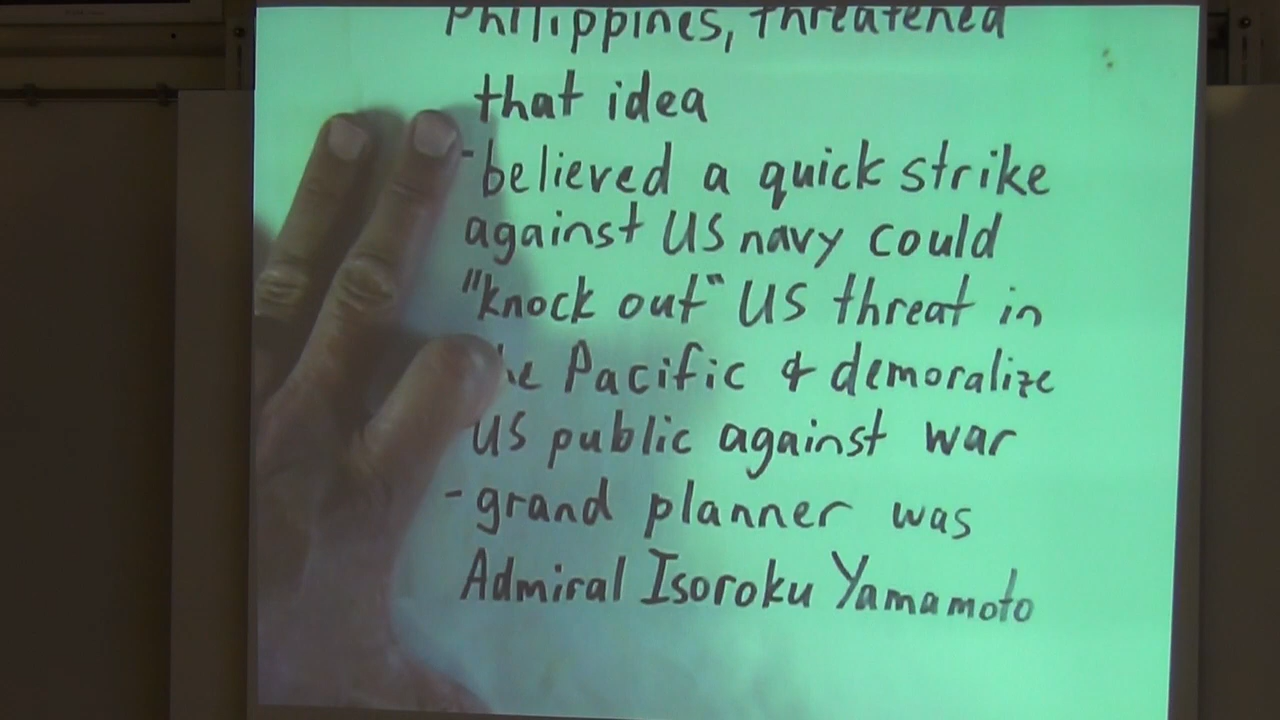 Philippines, threatened
that idea
-believed a quick strike
against US navy could
"knock out" US threat in
he Pacific & demoralize
US public against war
-grand planner was
Admiral Isoroku Yamamoto